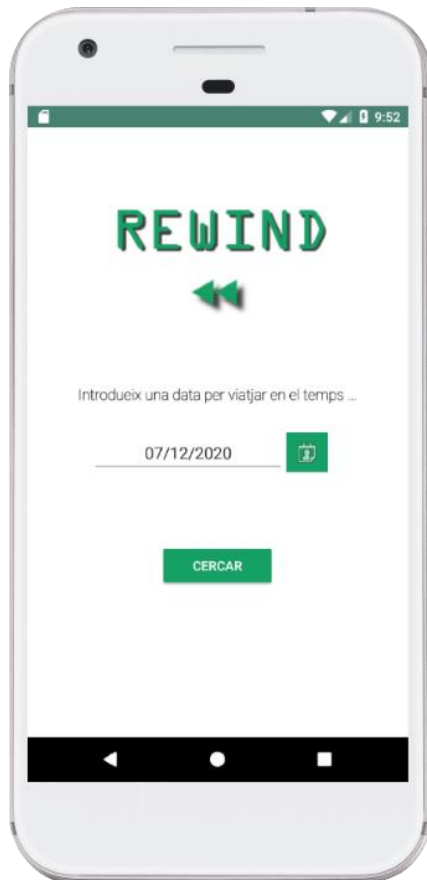 9:52
REWIND
Introdueix una data per viatjar en el temps ...
07/12/2020
CERCAR